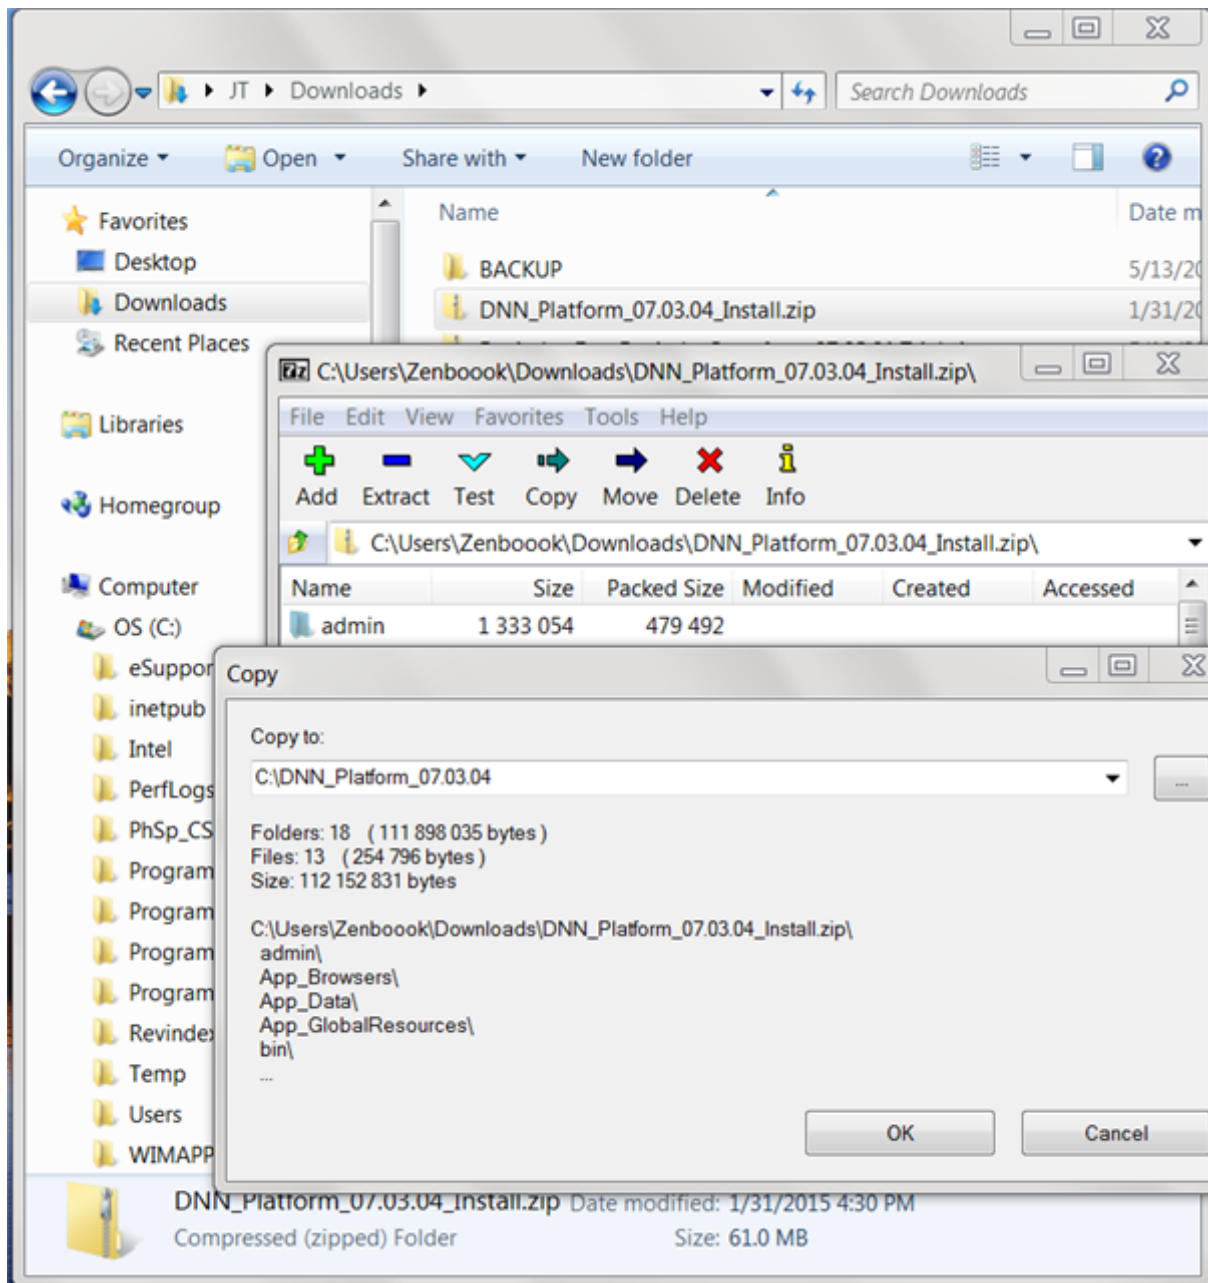 JT Downloads
Search Downloads
Organize Open Share with New folder
Favorites
Desktop
Downloads
Recent Places
Libraries
Homegroup
Computer
OS (C:)
eSuppor
inetpub
Intel
PerfLogs
PhSp_CS
Program
Program
Program
Program
Revindex
Temp
Users
WIMAPP
Name Date m
BACKUP 5/13/20
DNN_Platform_07.03.04_Install.zip 1/31/20
7z C:\Users\Zenboook\Downloads\DNN_Platform_07.03.04_Install.zip\
File Edit View Favorites Tools Help
Add Extract Test Copy Move Delete Info
C:\Users\Zenboook\Downloads\DNN_Platform_07.03.04_Install.zip\
Name Size Packed Size Modified Created Accessed
admin 1 333 054 479 492
Copy
Copy to:
C:\DNN_Platform_07.03.04
...
Folders: 18 ( 111 898 035 bytes )
Files: 13 ( 254 796 bytes )
Size: 112 152 831 bytes
C:\Users\Zenboook\Downloads\DNN_Platform_07.03.04_Install.zip\
admin\
App_Browsers\
App_Data\
App_GlobalResources\
bin\
...
OK Cancel
DNN_Platform_07.03.04_Install.zip Date modified: 1/31/2015 4:30 PM
Compressed (zipped) Folder Size: 61.0 MB